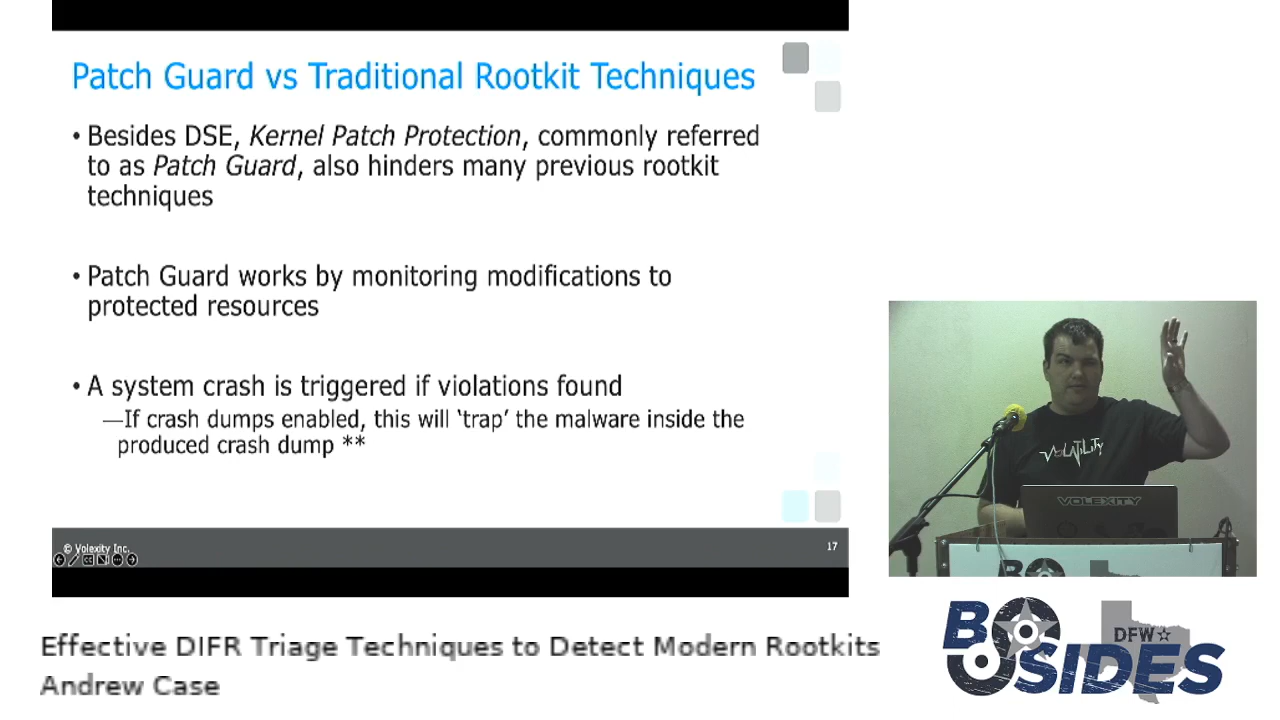 Patch Guard vs Traditional Rootkit Techniques
• Besides DSE, Kernel Patch Protection, commonly referred
to as Patch Guard, also hinders many previous rootkit
techniques
• Patch Guard works by monitoring modifications to
protected resources
• A system crash is triggered if violations found
—If crash dumps enabled, this will ‘trap’ the malware inside the
produced crash dump **
© Volexity Inc.
17
VOLATILITY
VOLEXITY
Effective DIFR Triage Techniques to Detect Modern Rootkits
Andrew Case
BSIDES
DFW